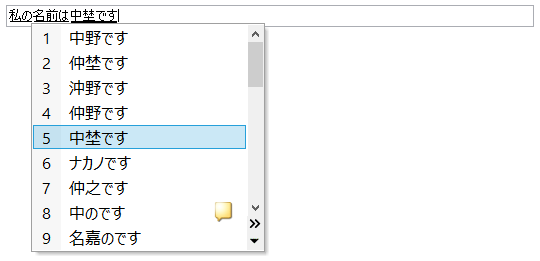 私の名前は中埜です
1 中野です
2 仲埜です
3 沖野です
4 仲野です
5 中埜です
6 ナカノです
7 仲之です
8 中のです
9 名嘉のです